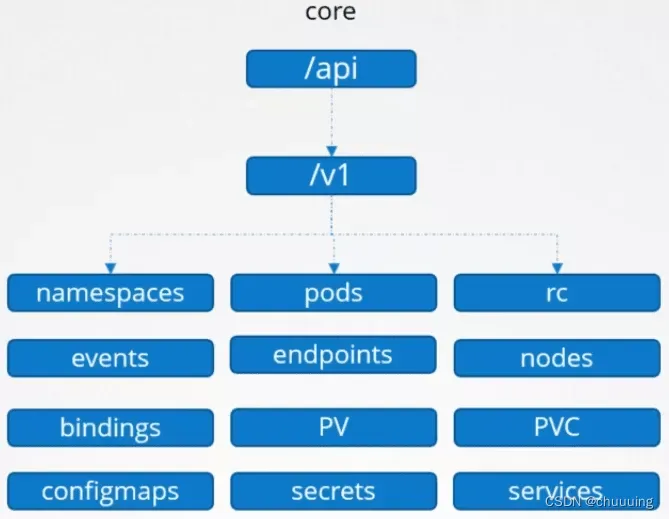 core
/api
/v1
namespaces
pods
rc
events
endpoints
nodes
bindings
PV
PVC
configmaps
secrets
services
CSDN @chuuuing